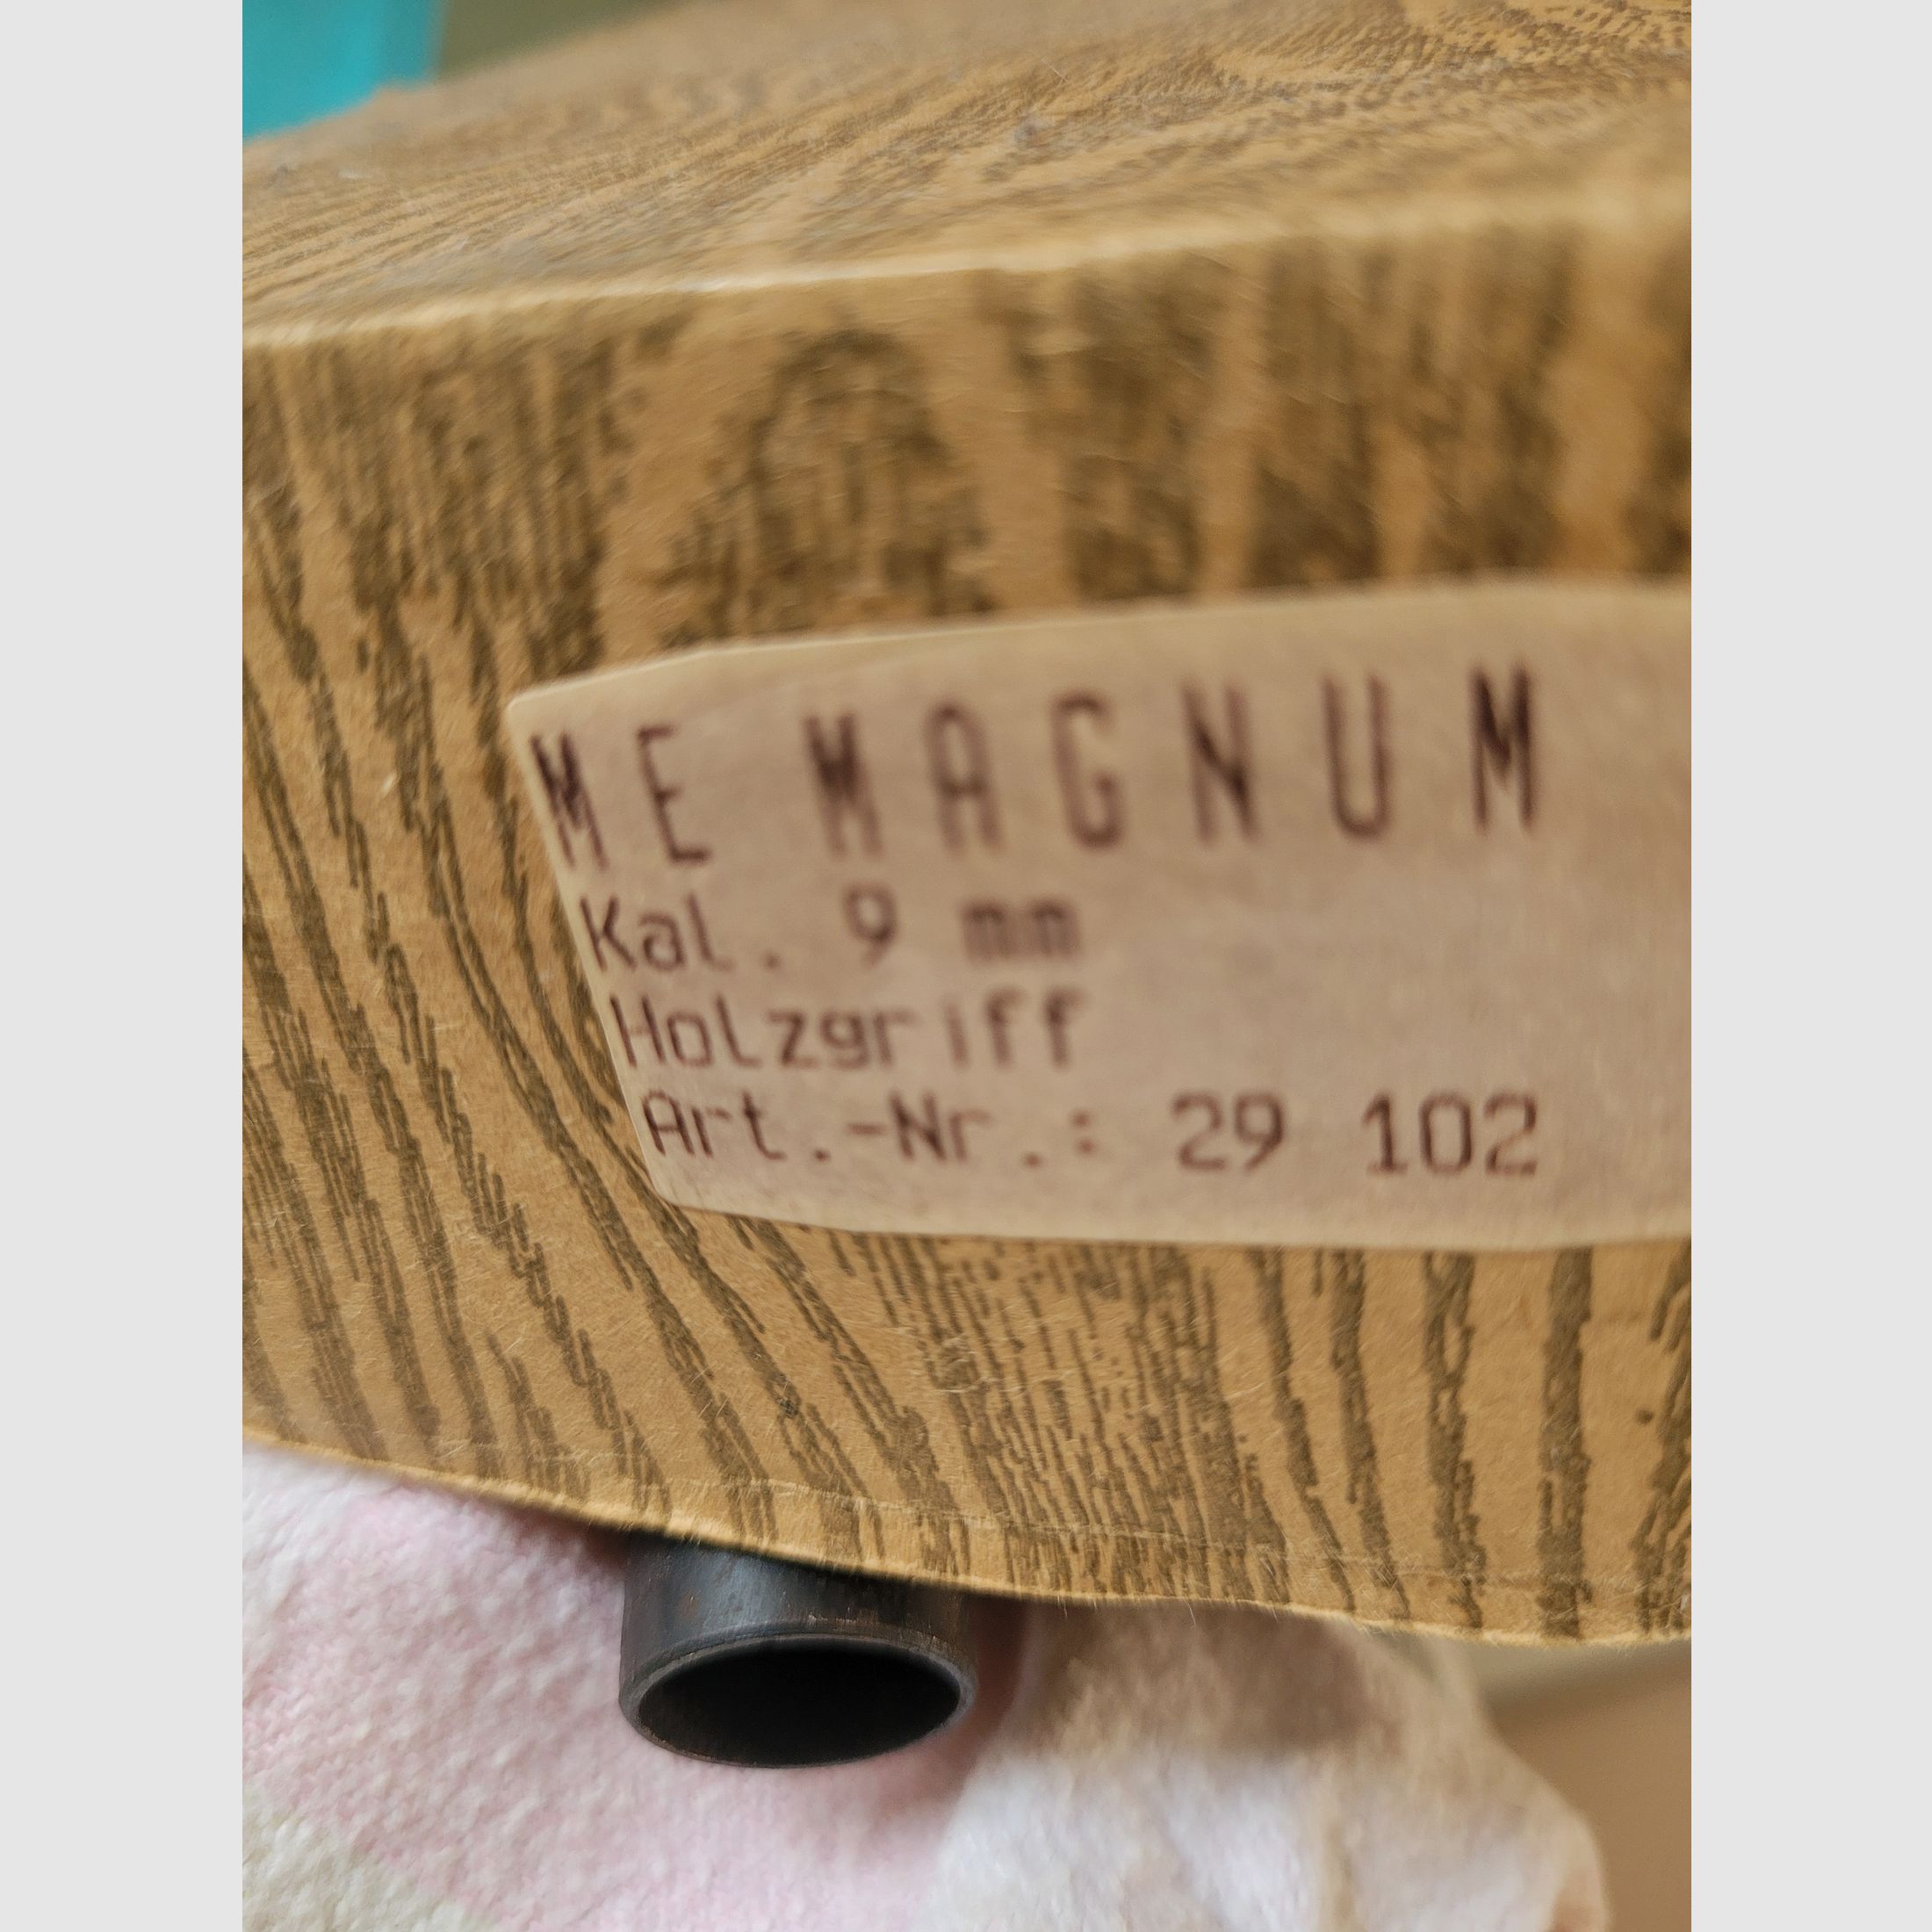 ME MAGNUM
Kal. 9 mm
Holzgriff
Art.-Nr.: 29 102